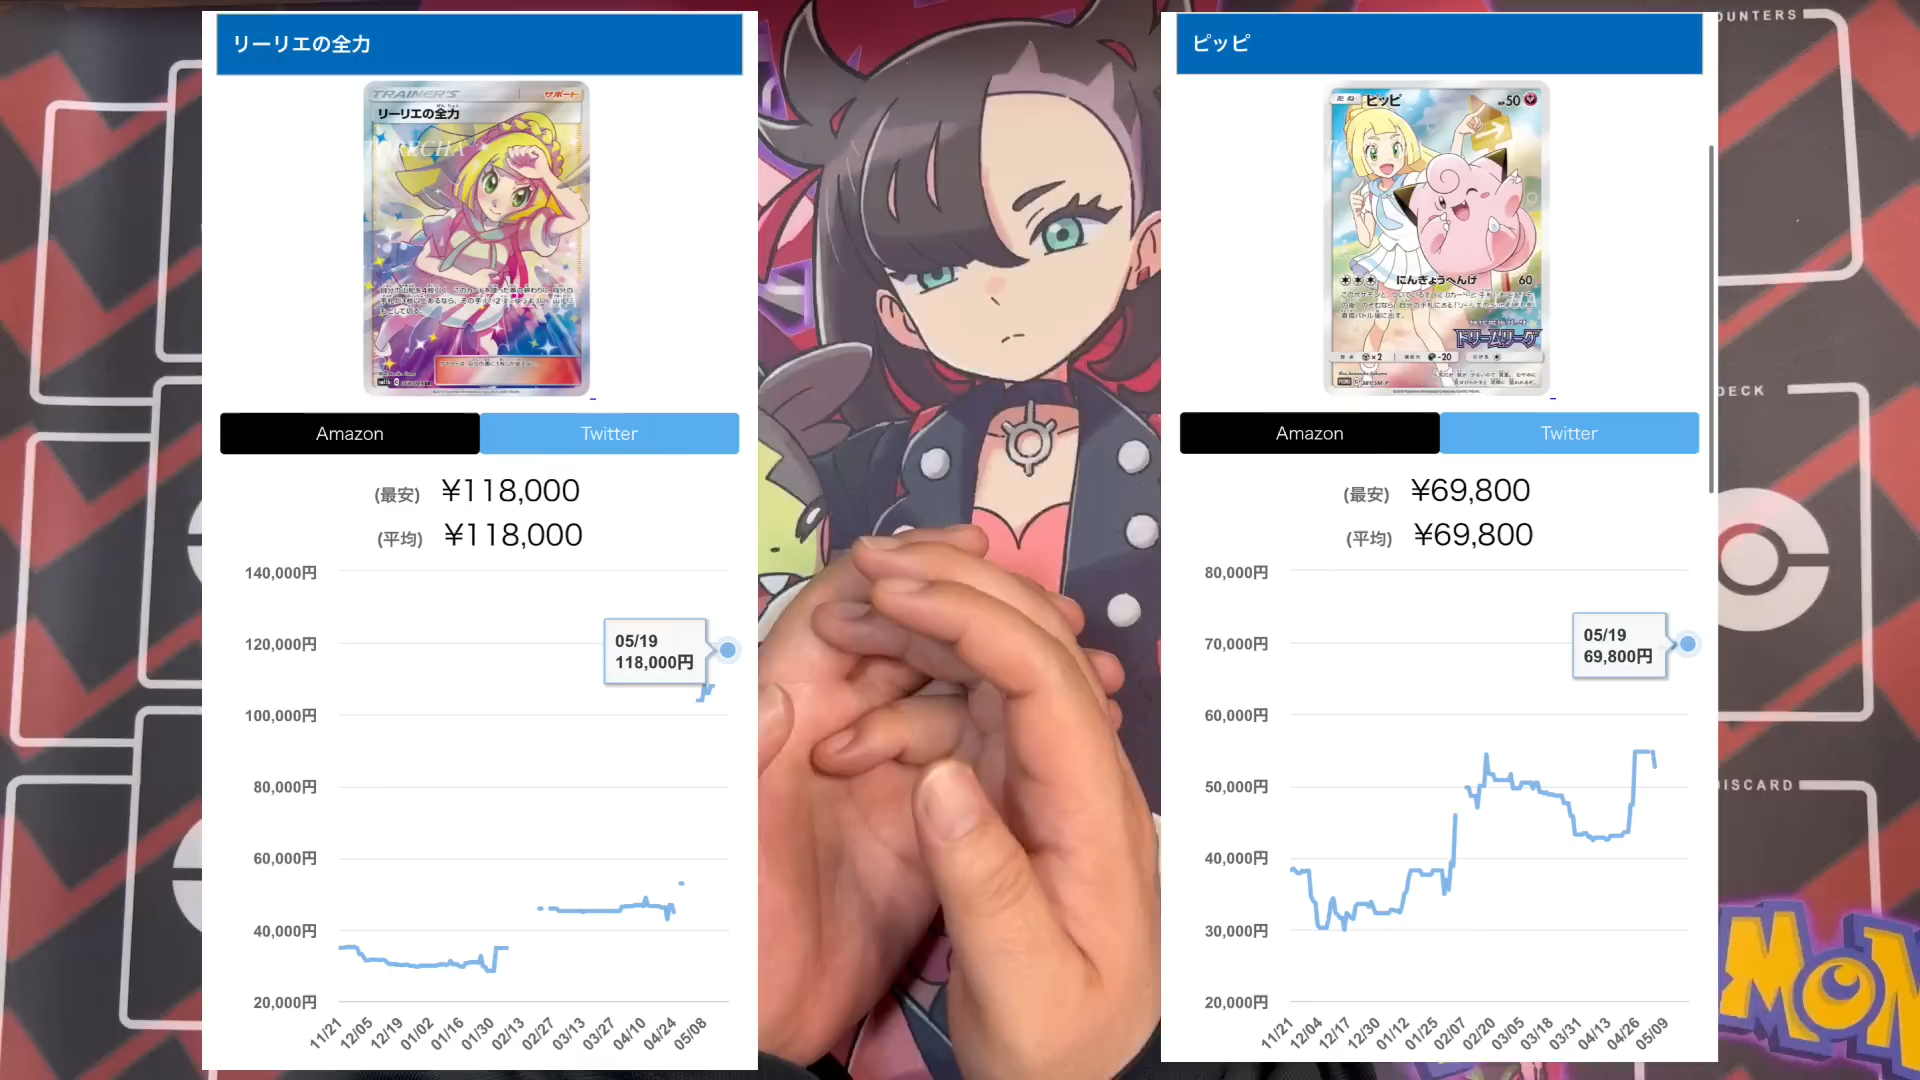 リーリエの全力
TRAINER'S
サポート
リーリエの全力
Amazon
Twitter
(最安) ¥118,000
(平均) ¥118,000
140,000円
120,000円
100,000円
80,000円
60,000円
40,000円
20,000円
05/19
118,000円
11/21
12/05
12/19
01/02
01/16
01/30
02/13
02/27
03/13
03/27
04/10
04/24
05/08
ピッピ
たね
ピッピ
HP50
にんぎょうへんげ 60
ドリームリーグ
×2
-20
Amazon
Twitter
(最安) ¥69,800
(平均) ¥69,800
80,000円
70,000円
60,000円
50,000円
40,000円
30,000円
20,000円
05/19
69,800円
11/21
12/04
12/17
12/30
01/12
01/25
02/07
02/20
03/05
03/18
03/31
04/13
04/26
05/09
DECK